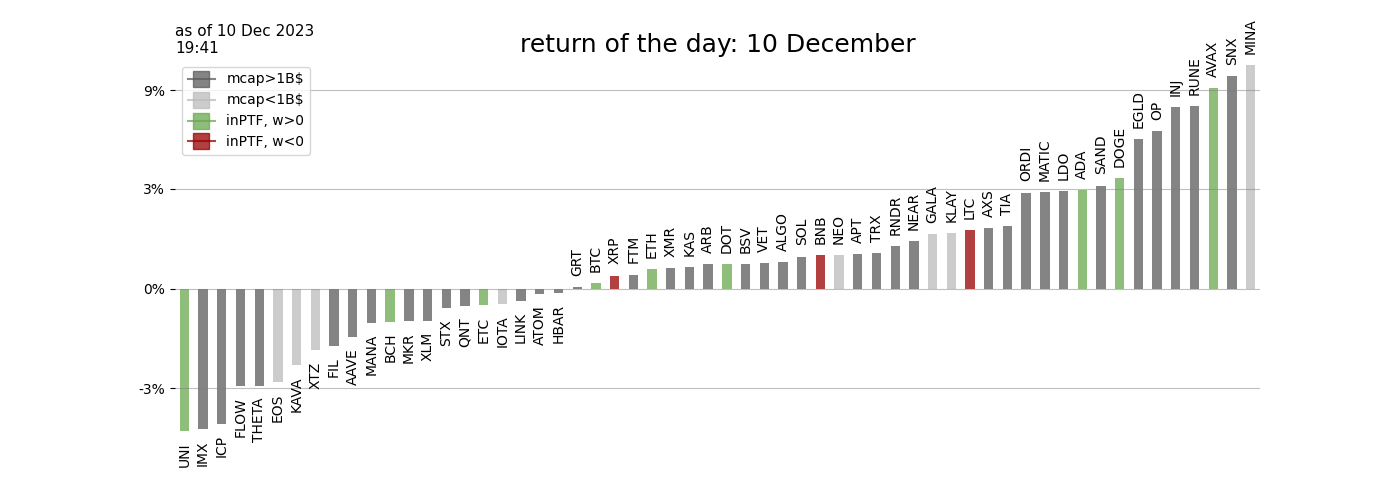 as of 10 Dec 2023
19:41
return of the day: 10 December
mcap>1B$
mcap<1B$
inPTF, w>0
inPTF, w<0
9%
3%
0%
-3%
UNI
IMX
ICP
FLOW
THETA
EOS
KAVA
XTZ
FIL
AAVE
MANA
BCH
MKR
XLM
STX
QNT
ETC
IOTA
LINK
ATOM
HBAR
GRT
BTC
XRP
FTM
ETH
XMR
KAS
ARB
DOT
BSV
VET
ALGO
SOL
BNB
NEO
APT
TRX
RNDR
NEAR
GALA
KLAY
LTC
AXS
TIA
ORDI
MATIC
LDO
ADA
SAND
DOGE
EGLD
OP
INJ
RUNE
AVAX
SNX
MINA